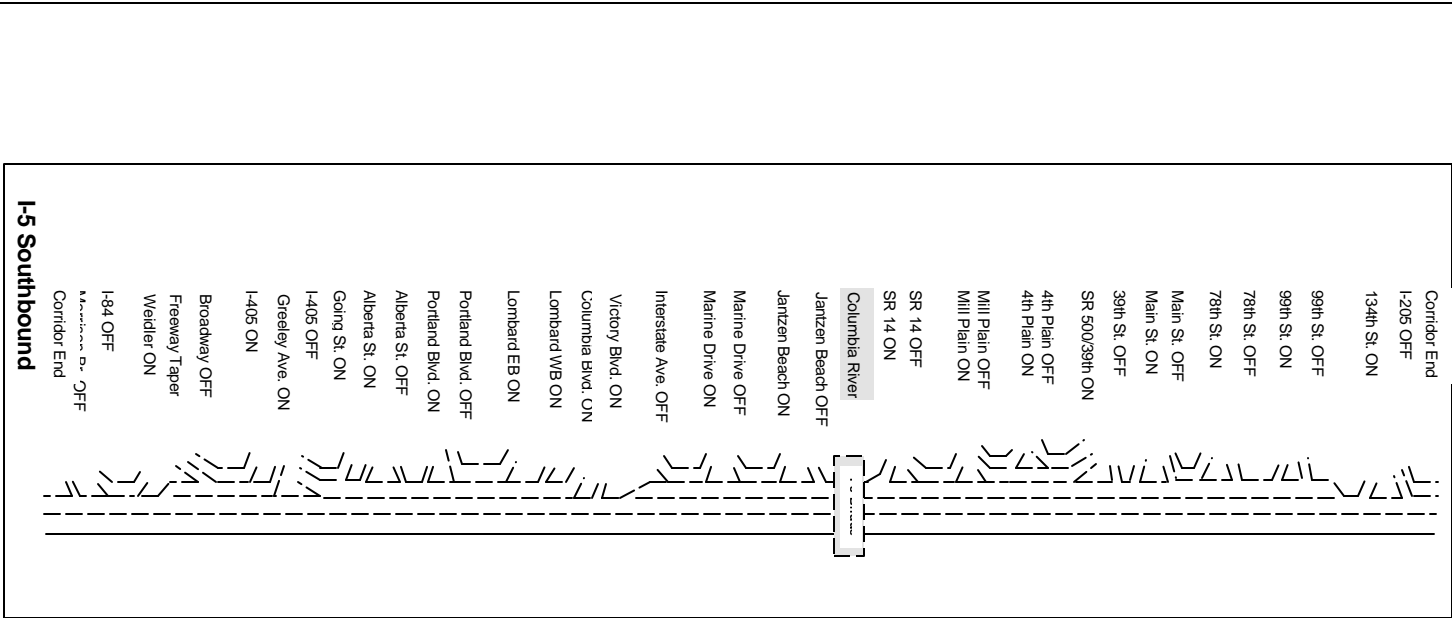 I-5 Southbound
Corridor End
OFF
I-84 OFF
Weidler ON
Freeway Taper
Broadway OFF
I-405 ON
Greeley Ave. ON
I-405 OFF
Going St. ON
Alberta St. ON
Alberta St. OFF
Portland Blvd. ON
Portland Blvd. OFF
Lombard EB ON
Lombard WB ON
Columbia Blvd. ON
Victory Blvd. ON
Interstate Ave. OFF
Marine Drive ON
Marine Drive OFF
Jantzen Beach ON
Jantzen Beach OFF
Columbia River
SR 14 ON
SR 14 OFF
Mill Plain ON
Mill Plain OFF
4th Plain ON
4th Plain OFF
SR 500/39th ON
39th St. OFF
Main St. ON
Main St. OFF
78th St. ON
78th St. OFF
99th St. ON
99th St. OFF
134th St. ON
I-205 OFF
Corridor End